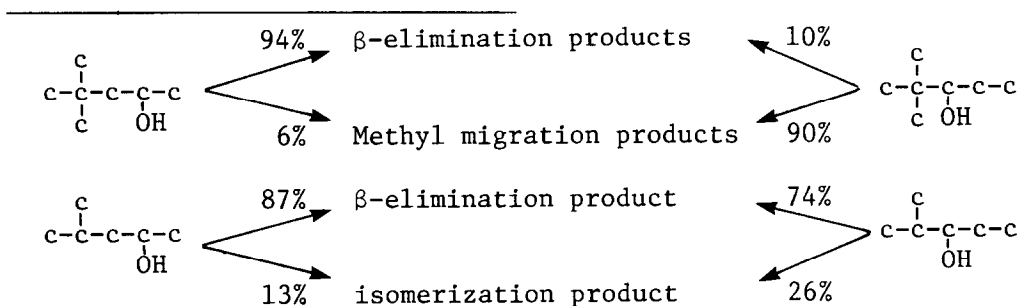 94% β-elimination products 10%
C
C-C-C-C-C
C OH
C
C-C-C-C-C
C OH
6% Methyl migration products 90%
87% β-elimination product 74%
C
C-C-C-C-C
OH
C
C-C-C-C-C
OH
13% isomerization product 26%